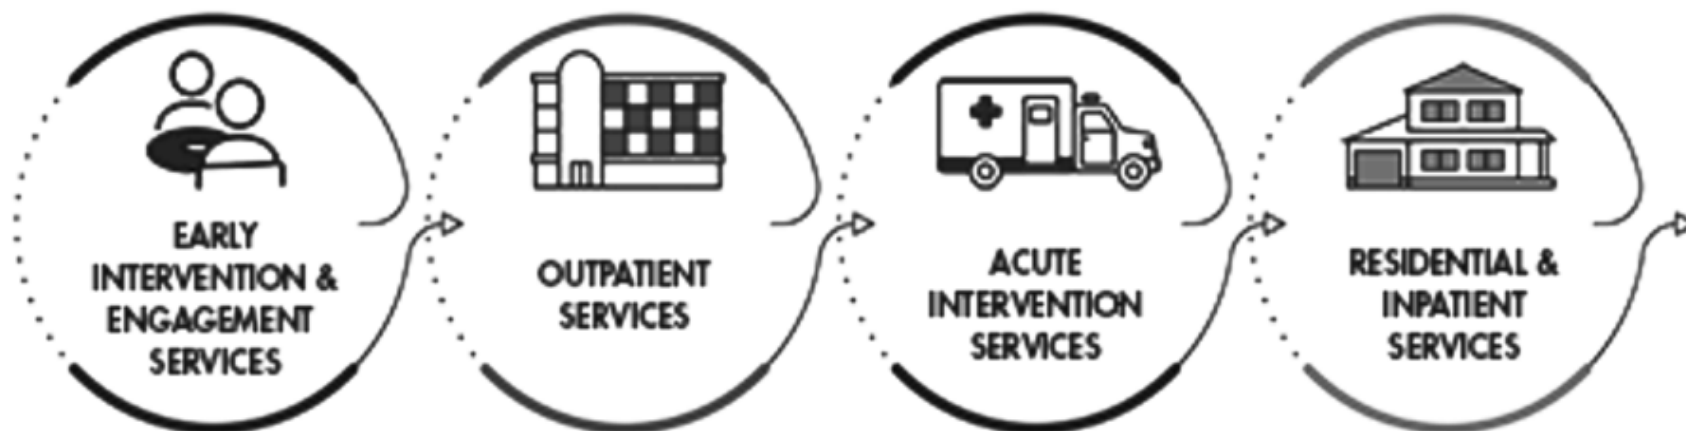 EARLY
INTERVENTION &
ENGAGEMENT
SERVICES
OUTPATIENT
SERVICES
ACUTE
INTERVENTION
SERVICES
RESIDENTIAL &
INPATIENT
SERVICES